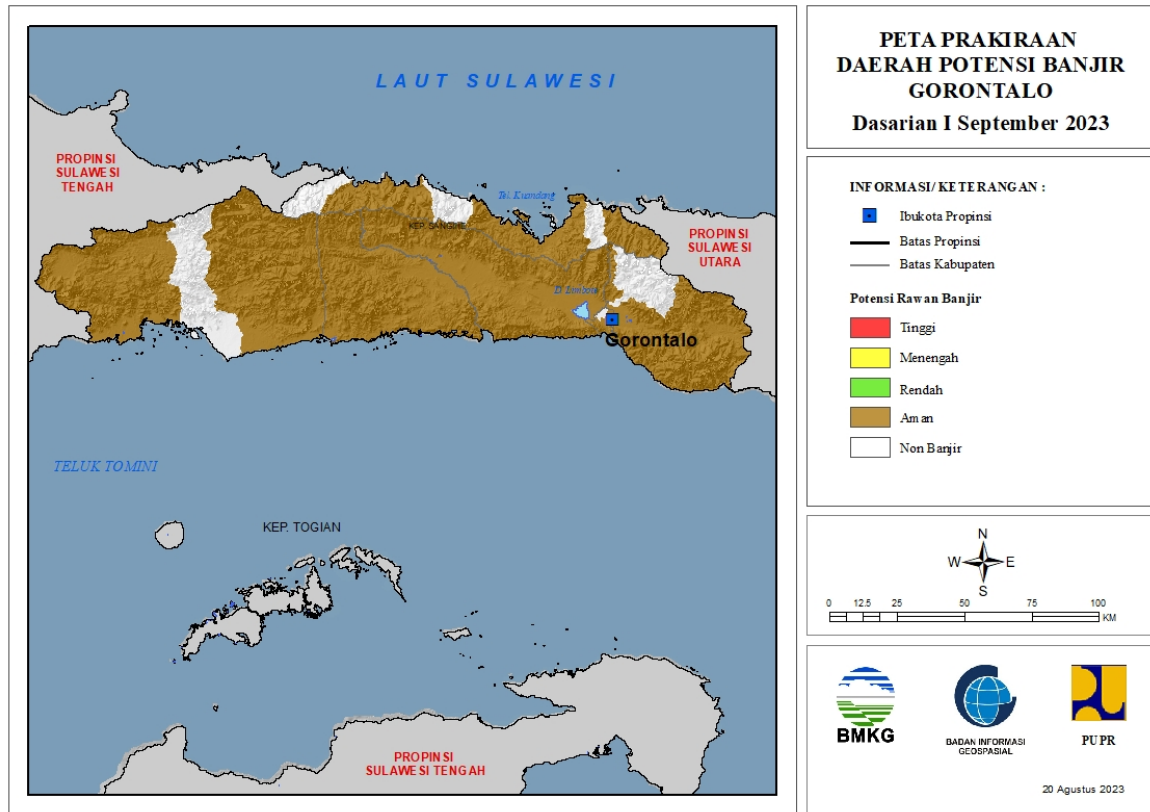 LAUT SULAWESI
PROPINSI
SULAWESI
TENGAH
Tel. Kuandang
KEP. SANGIHE
PROPINSI
SULAWESI
UTARA
D. Limboto
Gorontalo
TELUK TOMINI
KEP. TOGIAN
PROPINSI
SULAWESI TENGAH
PETA PRAKIRAAN
DAERAH POTENSI BANJIR
GORONTALO
Dasarian I September 2023
INFORMASI/ KETERANGAN :
Ibukota Propinsi
Batas Propinsi
Batas Kabupaten
Potensi Rawan Banjir
Tinggi
Menengah
Rendah
Aman
Non Banjir
N
W E
S
0 12.5 25 50 75 100
KM
BMKG
BADAN INFORMASI
GEOSPASIAL
PUPR
20 Agustus 2023